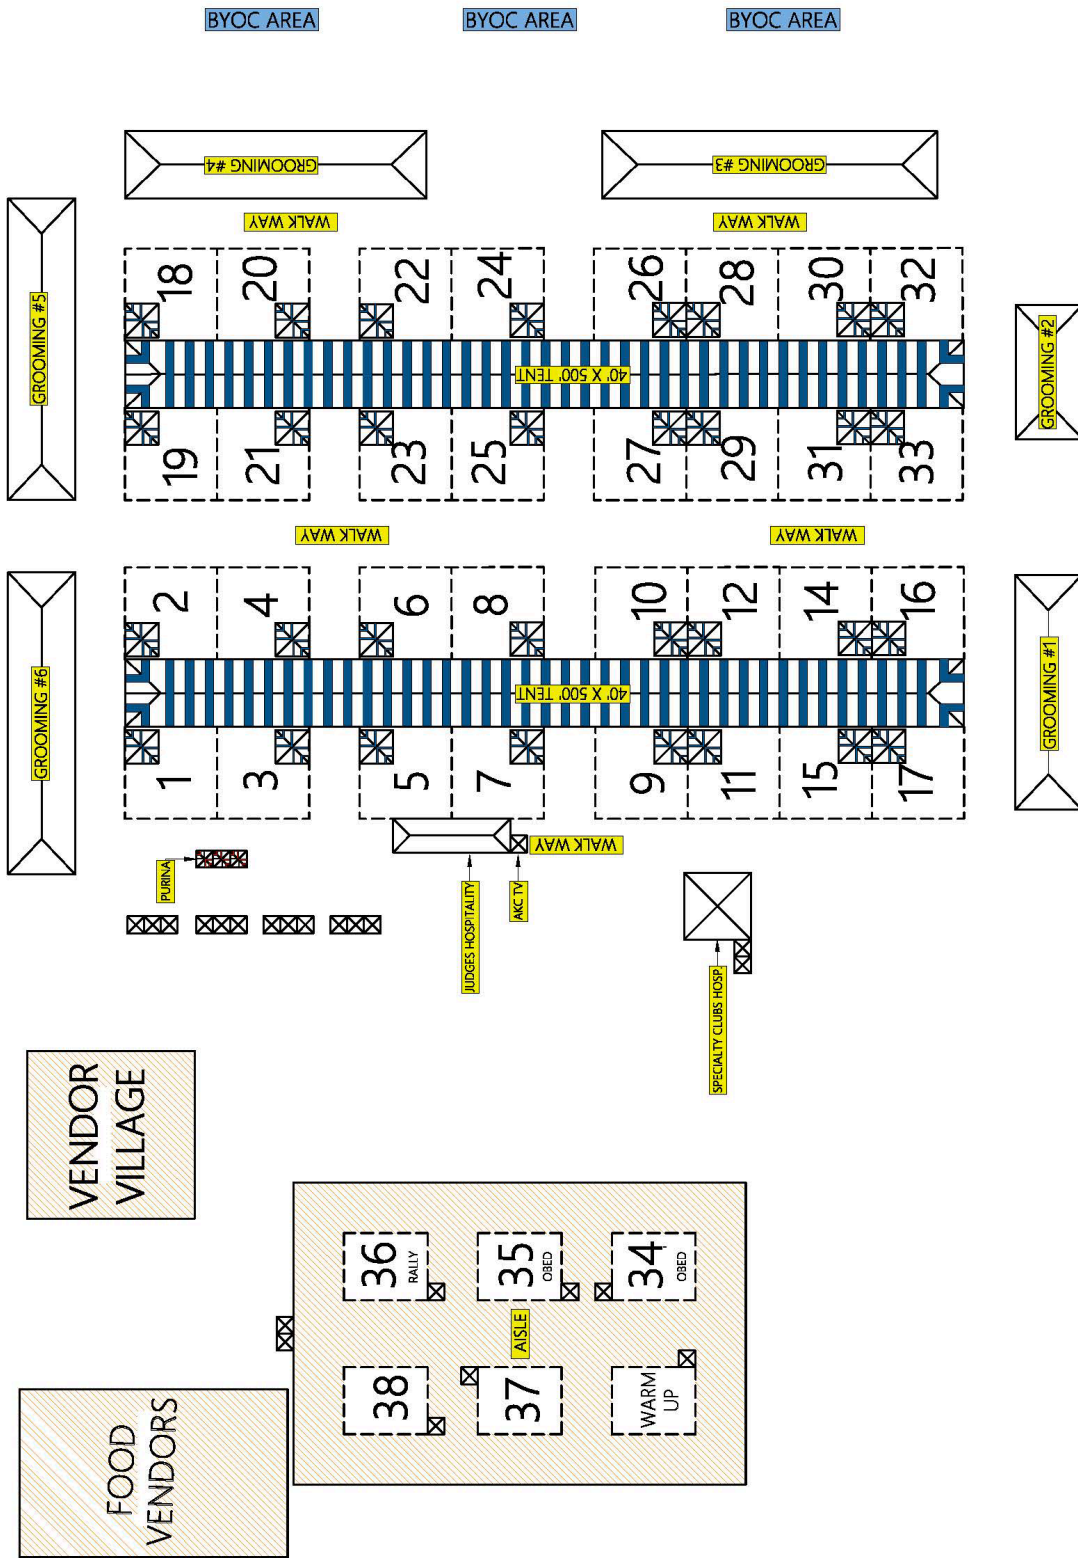 BYOC AREA
BYOC AREA
BYOC AREA
GROOMING #4
GROOMING #3
WALK WAY
WALK WAY
GROOMING #5
18
20
22
24
26
28
30
32
40' X 500' TENT
GROOMING #2
19
21
23
25
27
29
31
33
WALK WAY
WALK WAY
GROOMING #6
2
4
6
8
10
12
14
16
40' X 500' TENT
GROOMING #1
1
3
5
7
9
11
15
17
WALK WAY
PURINA
JUDGES HOSPITALITY
AKC TV
SPECIALTY CLUBS HOSP.
VENDOR
VILLAGE
36
RALLY
35
OBED
34
OBED
AISLE
38
37
WARM
UP
FOOD
VENDORS